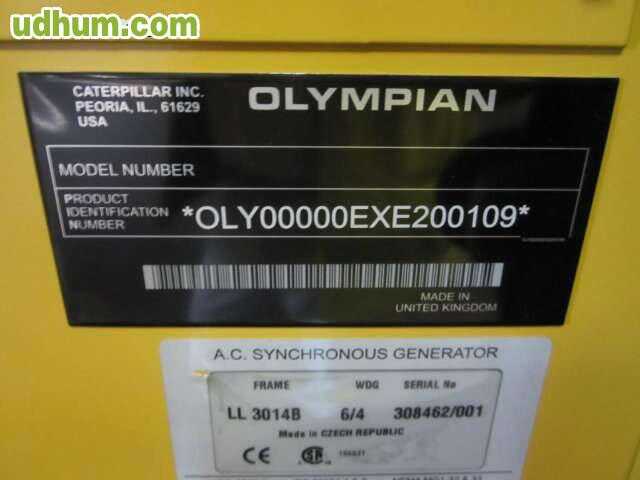 udhum.com
CATERPILLAR INC.
PEORIA, IL., 61629
USA
OLYMPIAN
MODEL NUMBER
PRODUCT
IDENTIFICATION
NUMBER
*OLY00000EXE200109*
MADE IN
UNITED KINGDOM
A.C. SYNCHRONOUS GENERATOR
FRAME WDG SERIAL No
LL 3014B 6/4 308462/001
Made in CZECH REPUBLIC
CE